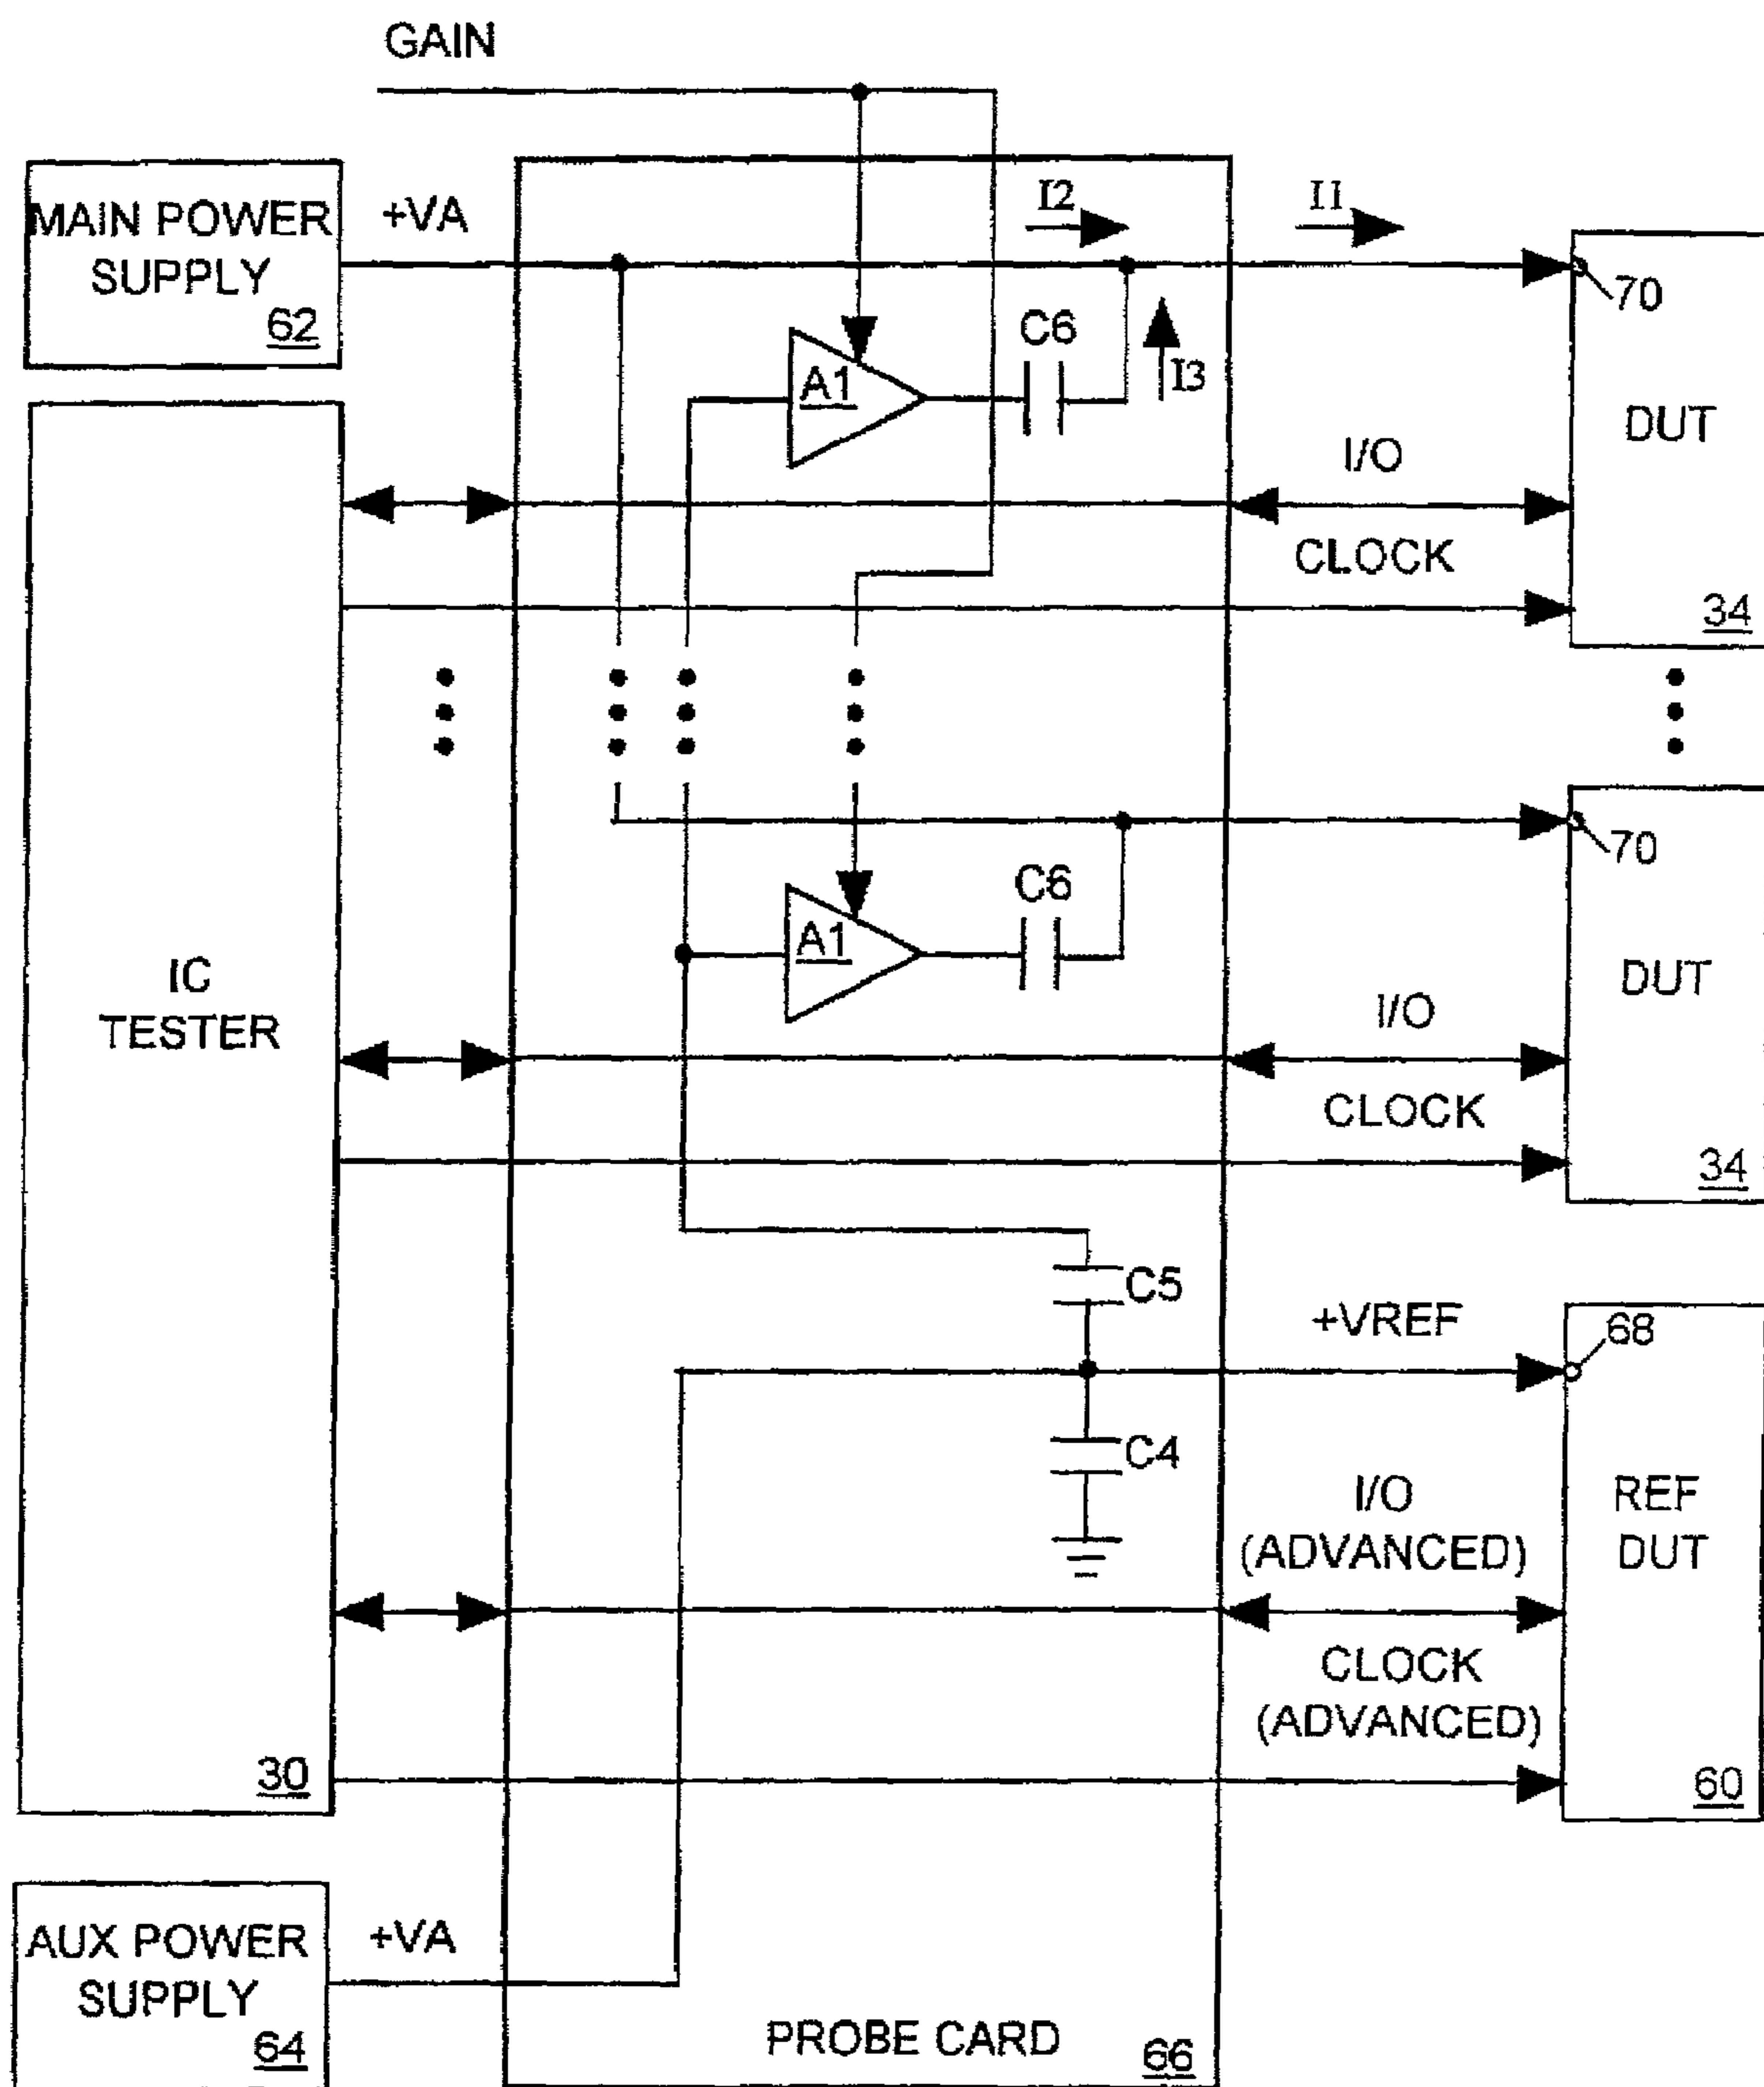 GAIN
MAIN POWER
SUPPLY
62
+VA
I2
I1
70
C6
A1
I3
DUT
I/O
CLOCK
34
70
C6
A1
DUT
IC
TESTER
I/O
CLOCK
34
C5
+VREF
68
C4
I/O
(ADVANCED)
REF
DUT
CLOCK
(ADVANCED)
30
60
AUX POWER
SUPPLY
64
+VA
PROBE CARD
66